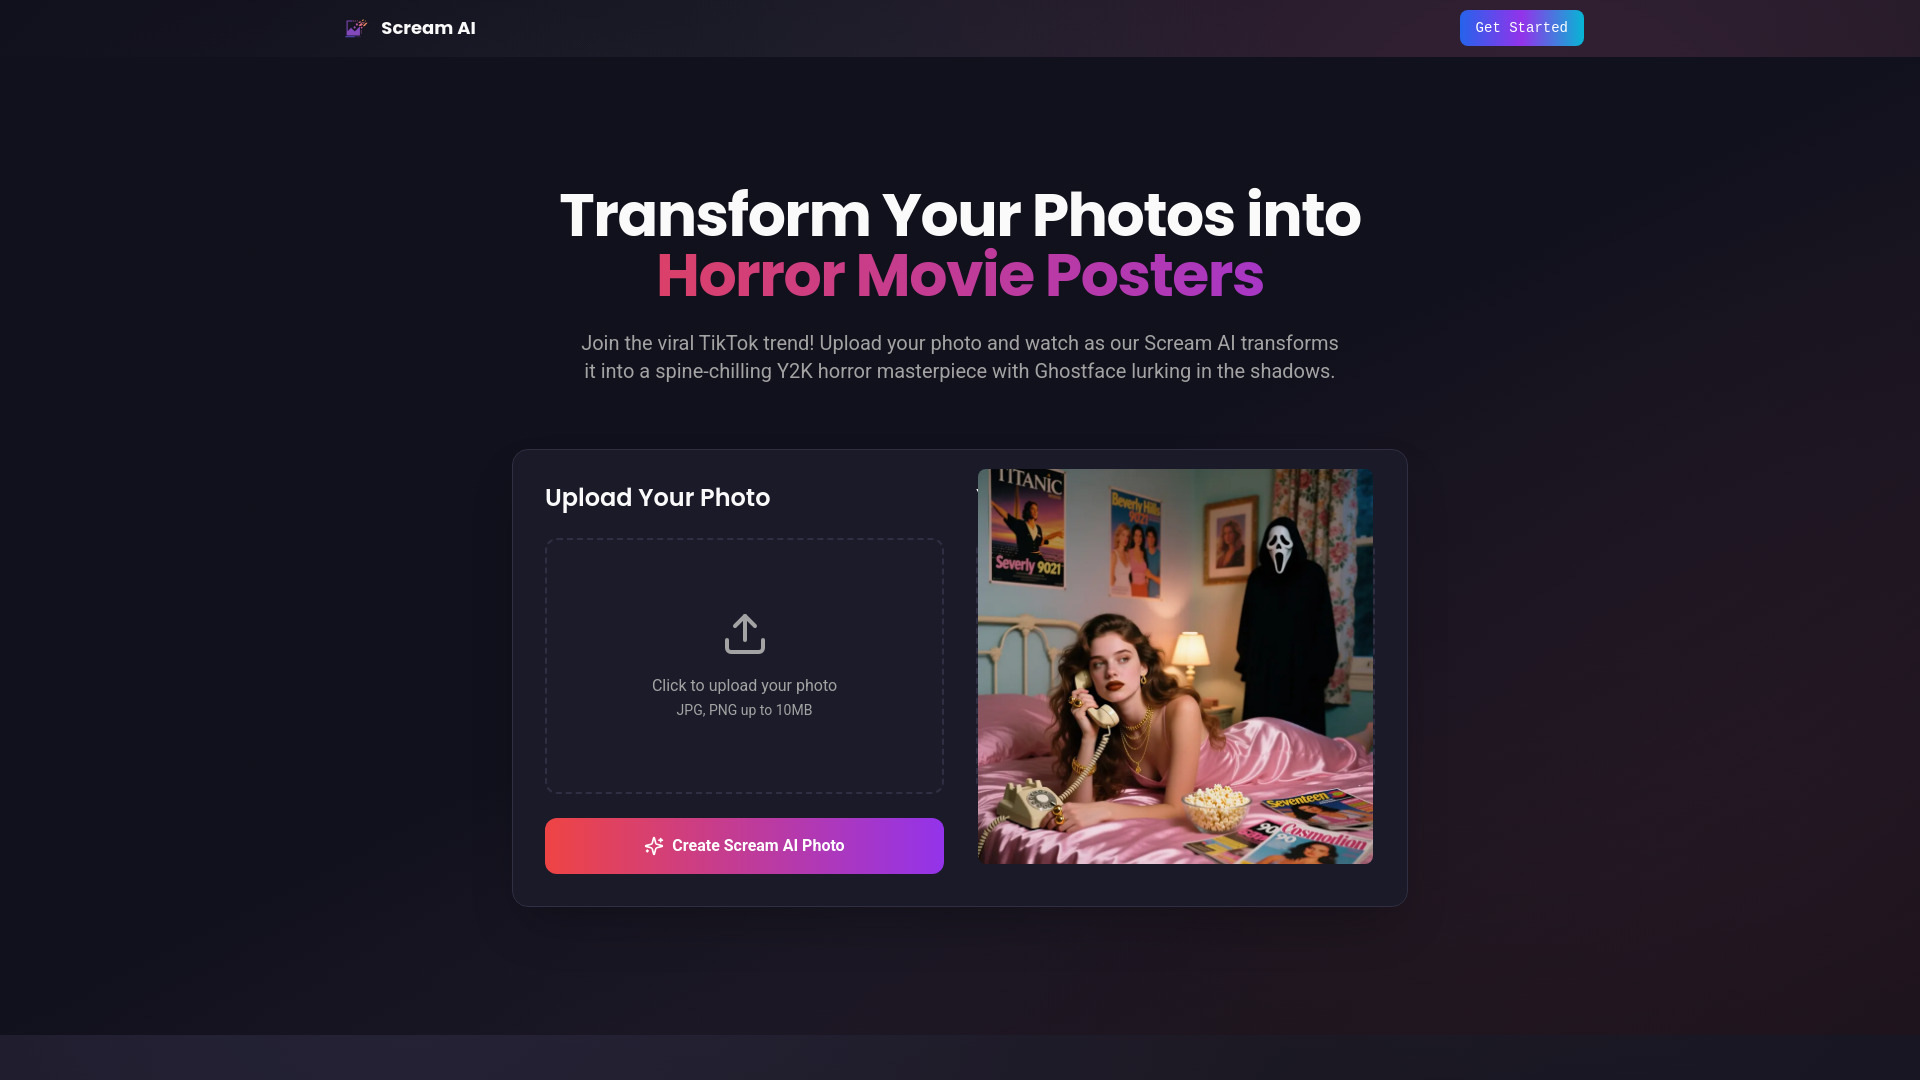 Scream AI
Get Started
Transform Your Photos into
Horror Movie Posters
Join the viral TikTok trend! Upload your photo and watch as our Scream AI transforms
it into a spine-chilling Y2K horror masterpiece with Ghostface lurking in the shadows.
Upload Your Photo
Click to upload your photo
JPG, PNG up to 10MB
Create Scream AI Photo
TITANIC
Severly 9021
Beverly Hills
9021
Seventeen
90
Cosmodion